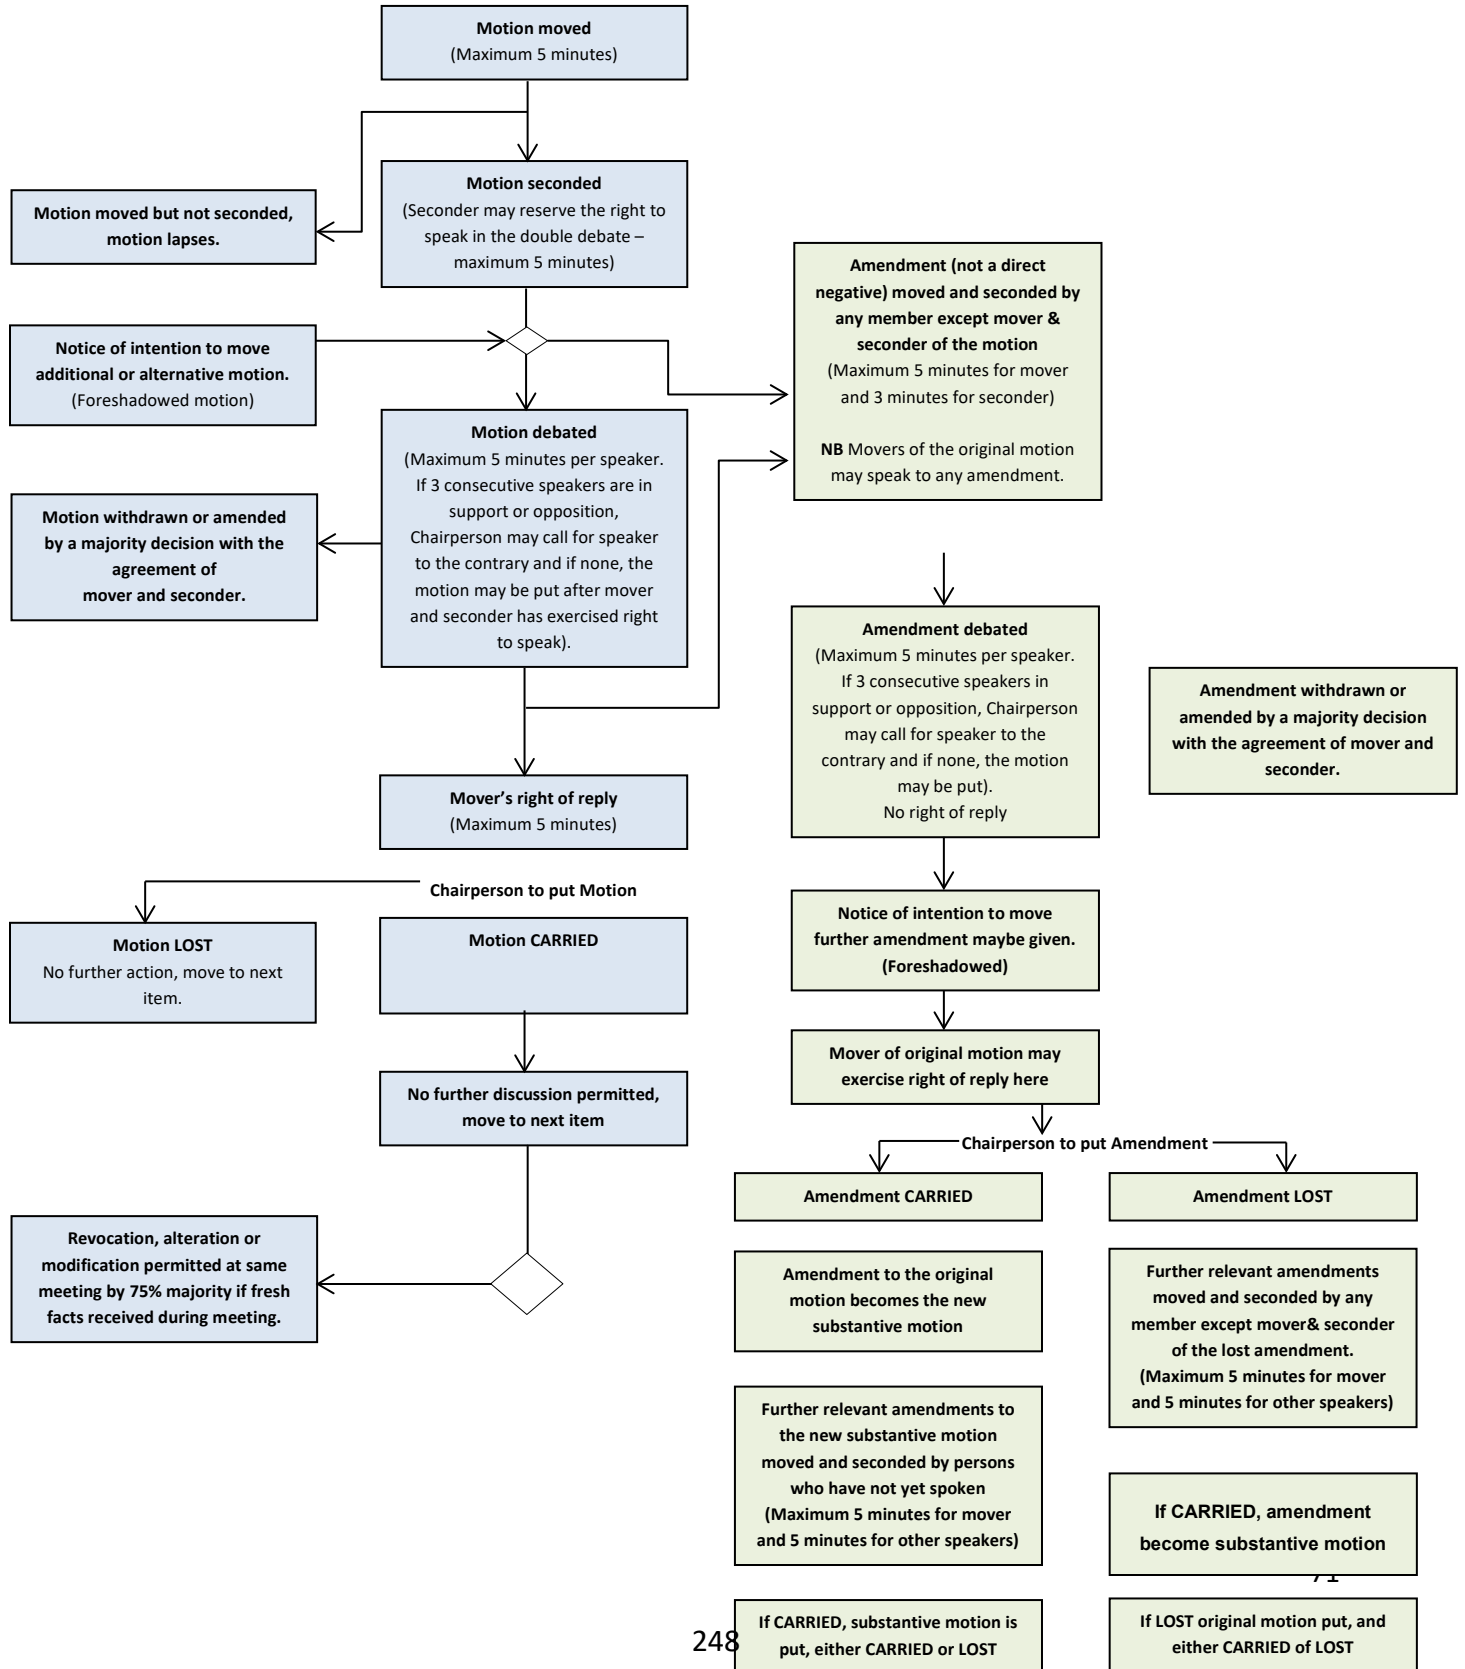 Motion moved
(Maximum 5 minutes)
Motion seconded
(Seconder may reserve the right to
speak in the double debate –
maximum 5 minutes)
Motion moved but not seconded,
motion lapses.
Notice of intention to move
additional or alternative motion.
(Foreshadowed motion)
Amendment (not a direct
negative) moved and seconded by
any member except mover &
seconder of the motion
(Maximum 5 minutes for mover
and 3 minutes for seconder)
NB Movers of the original motion
may speak to any amendment.
Motion debated
(Maximum 5 minutes per speaker.
If 3 consecutive speakers are in
support or opposition,
Chairperson may call for speaker
to the contrary and if none, the
motion may be put after mover
and seconder has exercised right
to speak).
Motion withdrawn or amended
by a majority decision with the
agreement of
mover and seconder.
Amendment debated
(Maximum 5 minutes per speaker.
If 3 consecutive speakers in
support or opposition, Chairperson
may call for speaker to the
contrary and if none, the motion
may be put).
No right of reply
Amendment withdrawn or
amended by a majority decision
with the agreement of mover and
seconder.
Mover’s right of reply
(Maximum 5 minutes)
Chairperson to put Motion
Motion LOST
No further action, move to next
item.
Motion CARRIED
Notice of intention to move
further amendment maybe given.
(Foreshadowed)
Mover of original motion may
exercise right of reply here
No further discussion permitted,
move to next item
Chairperson to put Amendment
Amendment CARRIED
Amendment LOST
Revocation, alteration or
modification permitted at same
meeting by 75% majority if fresh
facts received during meeting.
Amendment to the original
motion becomes the new
substantive motion
Further relevant amendments
moved and seconded by any
member except mover& seconder
of the lost amendment.
(Maximum 5 minutes for mover
and 5 minutes for other speakers)
Further relevant amendments to
the new substantive motion
moved and seconded by persons
who have not yet spoken
(Maximum 5 minutes for mover
and 5 minutes for other speakers)
If CARRIED, amendment
become substantive motion
If CARRIED, substantive motion is
put, either CARRIED or LOST
If LOST original motion put, and
either CARRIED of LOST
248